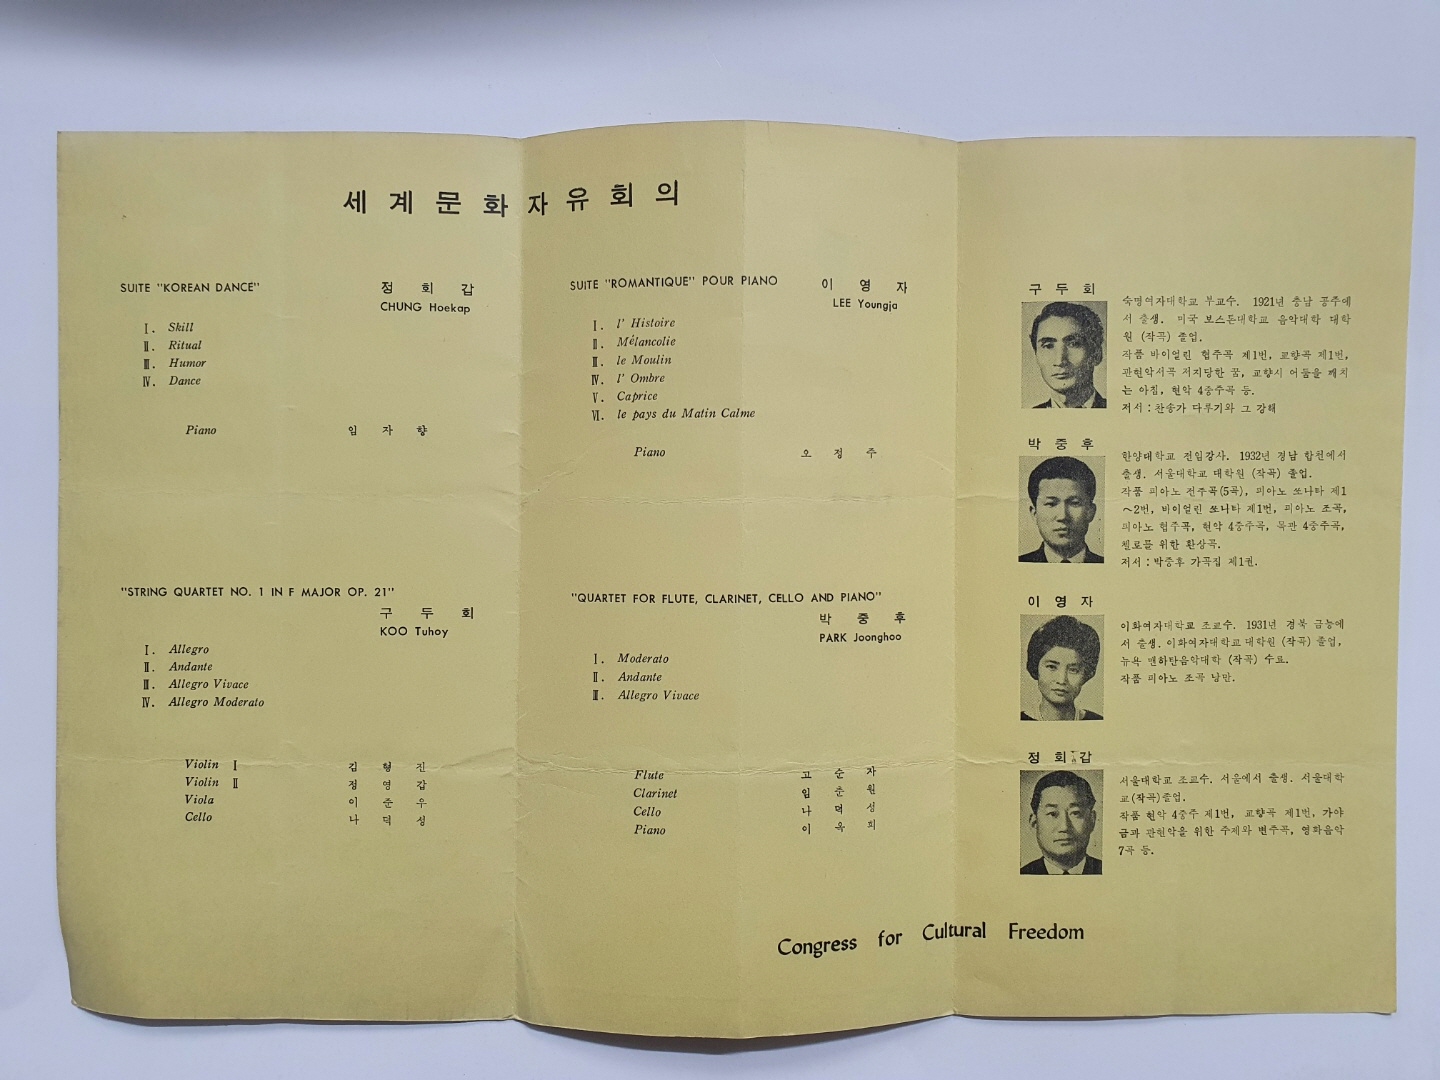 세계문화자유회의
SUITE "KOREAN DANCE"
정회갑
CHUNG Hoekap
Ⅰ. Skill
Ⅱ. Ritual
Ⅲ. Humor
Ⅳ. Dance
Piano 임자향
"STRING QUARTET NO. 1 IN F MAJOR OP. 21"
구두회
KOO Tuhoy
Ⅰ. Allegro
Ⅱ. Andante
Ⅲ. Allegro Vivace
Ⅳ. Allegro Moderato
Violin Ⅰ 김형진
Violin Ⅱ 정영갑
Viola 이준우
Cello 나덕성
SUITE "ROMANTIQUE" POUR PIANO 이영자
LEE Youngja
Ⅰ. l' Histoire
Ⅱ. Mélancolie
Ⅲ. le Moulin
Ⅳ. l' Ombre
Ⅴ. Caprice
Ⅵ. le pays du Matin Calme
Piano 오정주
"QUARTET FOR FLUTE, CLARINET, CELLO AND PIANO"
박중후
PARK Joonghoo
Ⅰ. Moderato
Ⅱ. Andante
Ⅲ. Allegro Vivace
Flute 고순자
Clarinet 임춘원
Cello 나덕성
Piano 이옥희
구두회
숙명여자대학교 부교수. 1921년 충남 공주에
서 출생. 미국 보스톤대학교 음악대학 대학
원 (작곡) 졸업.
작품 바이얼린 협주곡 제1번, 교향곡 제1번,
관현악서곡 저지당한 꿈, 교향시 어둠을 깨치
는 아침, 현악 4중주곡 등.
저서 : 찬송가 다루기와 그 강해
박중후
한양대학교 전임강사. 1932년 경남 합천에서
출생. 서울대학교 대학원 (작곡) 졸업.
작품 피아노 전주곡(5곡), 피아노 쏘나타 제1
～2번, 바이얼린 쏘나타 제1번, 피아노 조곡,
피아노 협주곡, 현악 4중주곡, 목관 4중주곡,
첼로를 위한 환상곡.
저서 : 박중후 가곡집 제1권.
이영자
이화여자대학교 조교수. 1931년 경북 금능에
서 출생. 이화여자대학교 대학원 (작곡) 졸업,
뉴욕 맨하탄음악대학 (작곡) 수료.
작품 피아노 조곡 낭만.
정회갑
서울대학교 조교수. 서울에서 출생. 서울대학
교(작곡)졸업.
작품 현악 4중주 제1번, 교향곡 제1번, 가야
금과 관현악을 위한 주제와 변주곡, 영화음악
7곡 등.
Congress for Cultural Freedom